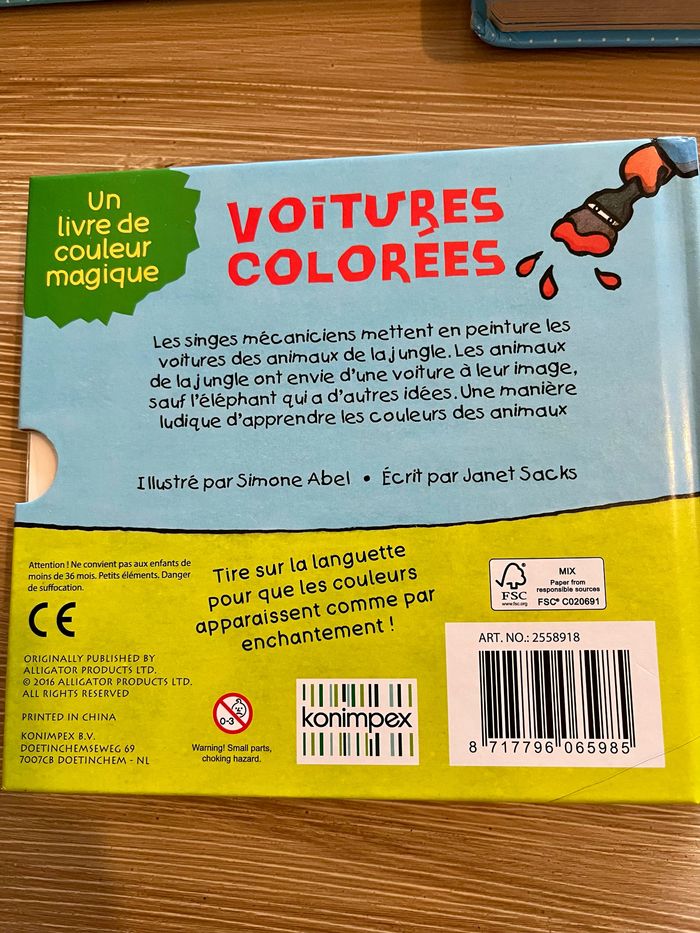 Un
livre de
couleur
magique
VOiTURES
COLORÉES
Les singes mécaniciens mettent en peinture les
voitures des animaux de la jungle. Les animaux
de la jungle ont envie d'une voiture à leur image,
sauf l'éléphant qui a d'autres idées. Une manière
ludique d'apprendre les couleurs des animaux
Illustré par Simone Abel • Écrit par Janet Sacks
Attention ! Ne convient pas aux enfants de
moins de 36 mois. Petits éléments. Danger
de suffocation.
CE
Tire sur la languette
pour que les couleurs
apparaissent comme par
enchantement !
FSC
www.fsc.org
MIX
Paper from
responsible sources
FSC® C020691
ORIGINALLY PUBLISHED BY
ALLIGATOR PRODUCTS LTD.
© 2016 ALLIGATOR PRODUCTS LTD.
ALL RIGHTS RESERVED
PRINTED IN CHINA
KONIMPEX B.V.
DOETINCHEMSEWEG 69
7007CB DOETINCHEM - NL
0-3
Warning! Small parts,
choking hazard.
konimpex
ART. NO.: 2558918
8 717796 065985